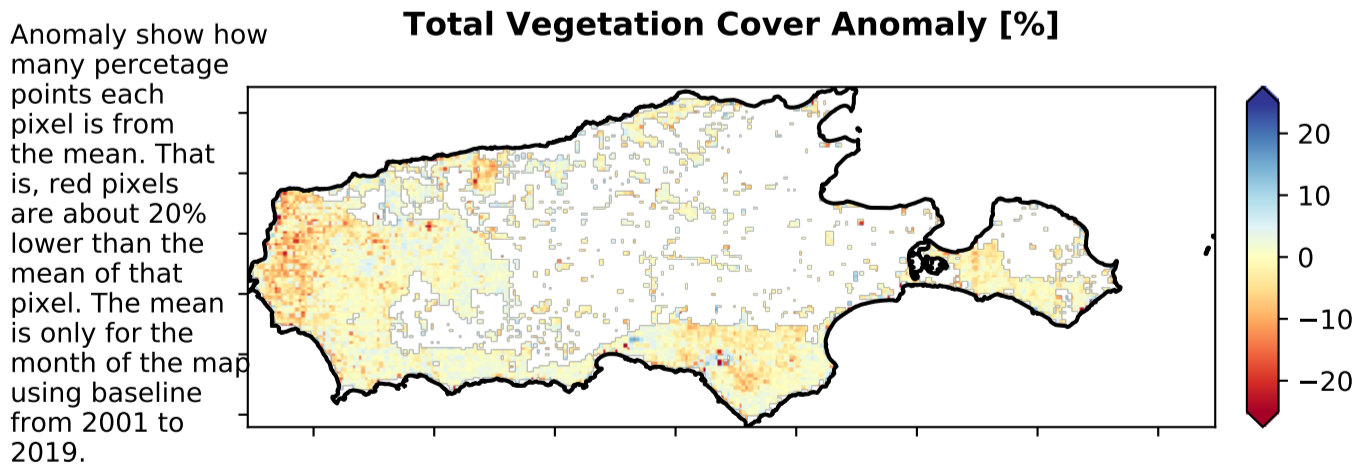 Total Vegetation Cover Anomaly [%]
Anomaly show how
many percetage
points each
pixel is from
the mean. That
is, red pixels
are about 20%
lower than the
mean of that
pixel. The mean
is only for the
month of the map
using baseline
from 2001 to
2019.
20
10
0
−10
−20